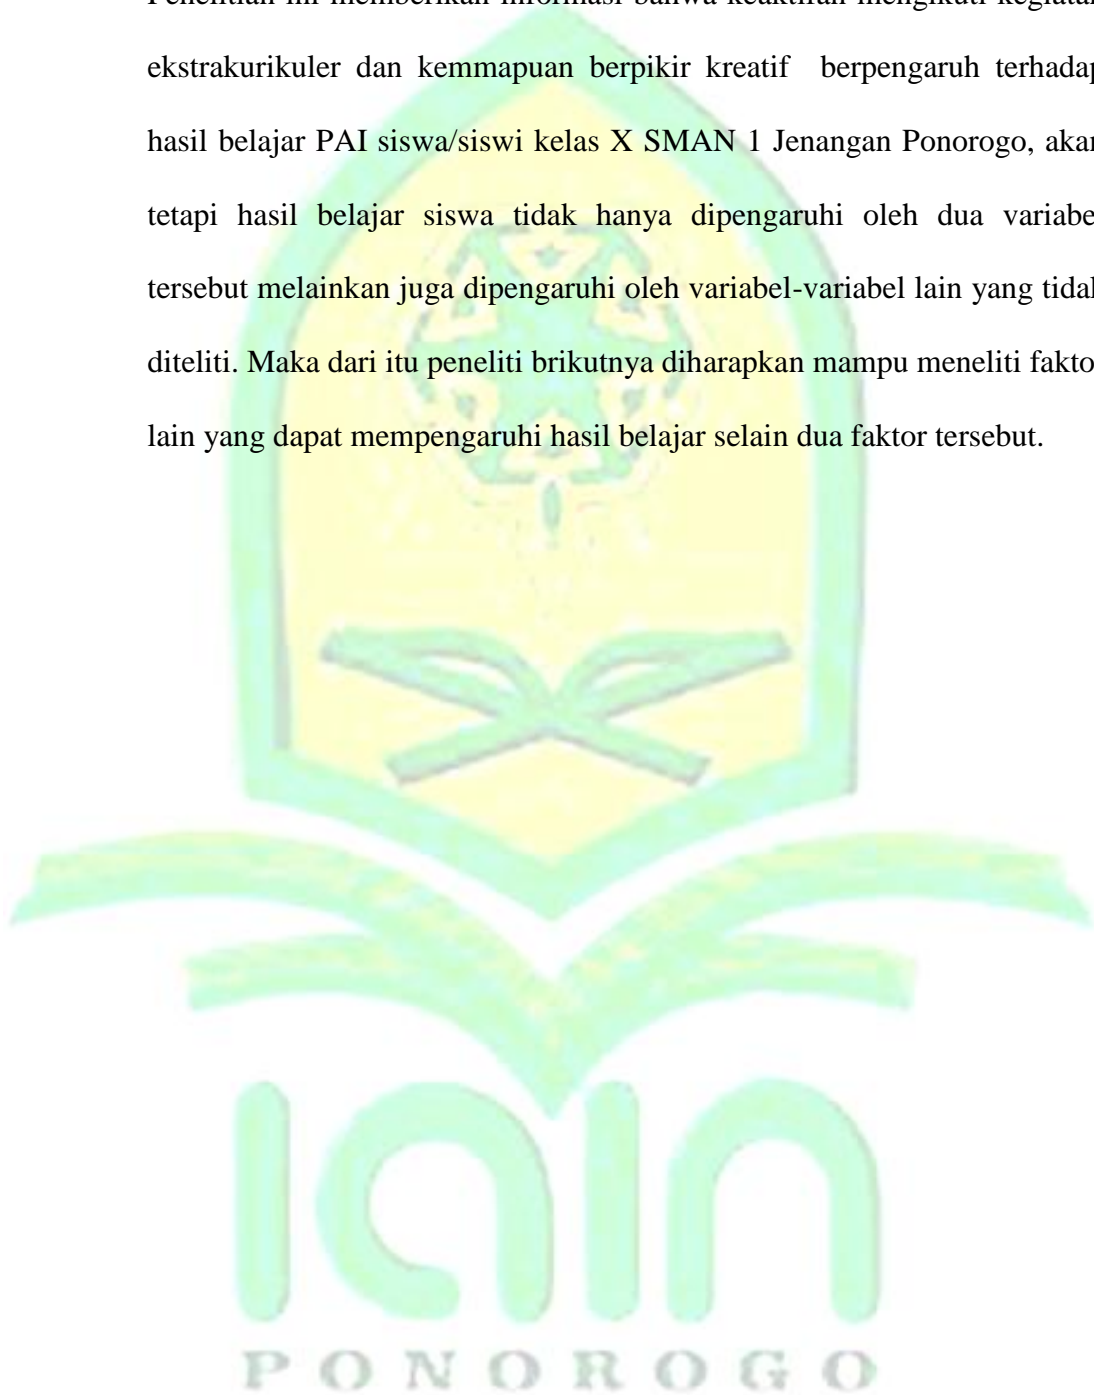 Penelitian ini memberikan informasi bahwa keaktifan mengikuti kegiatan
ekstrakurikuler dan kemmapuan berpikir kreatif  berpengaruh terhadap
hasil belajar PAI siswa/siswi kelas X SMAN 1 Jenangan Ponorogo, akan
tetapi hasil belajar siswa tidak hanya dipengaruhi oleh dua variabel
tersebut melainkan juga dipengaruhi oleh variabel-variabel lain yang tidak
diteliti. Maka dari itu peneliti brikutnya diharapkan mampu meneliti faktor
lain yang dapat mempengaruhi hasil belajar selain dua faktor tersebut.
iain
PONOROGO